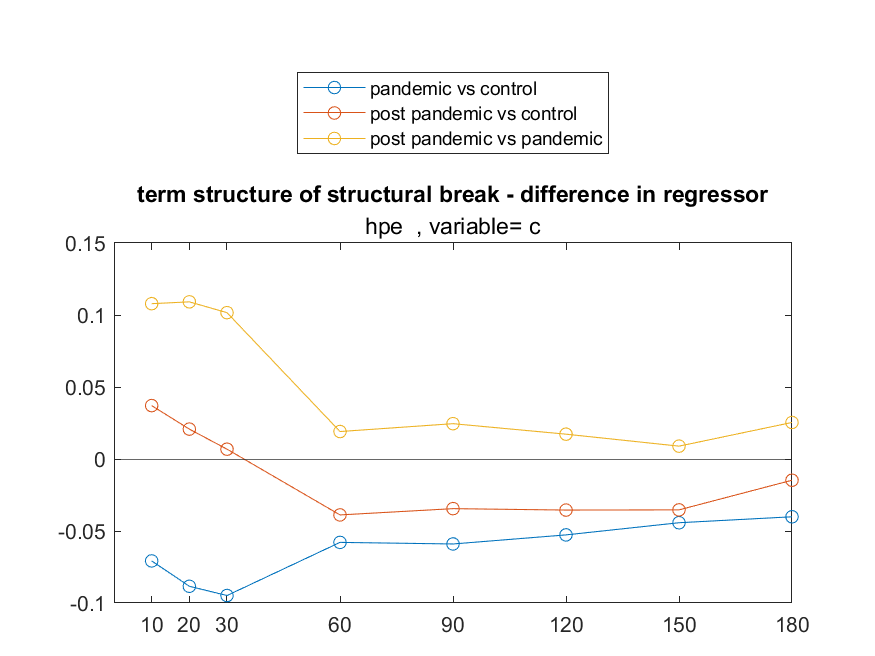 pandemic vs control
post pandemic vs control
post pandemic vs pandemic
term structure of structural break - difference in regressor
hpe  , variable= c
0.15
0.1
0.05
0
-0.05
-0.1
10 20 30 60 90 120 150 180